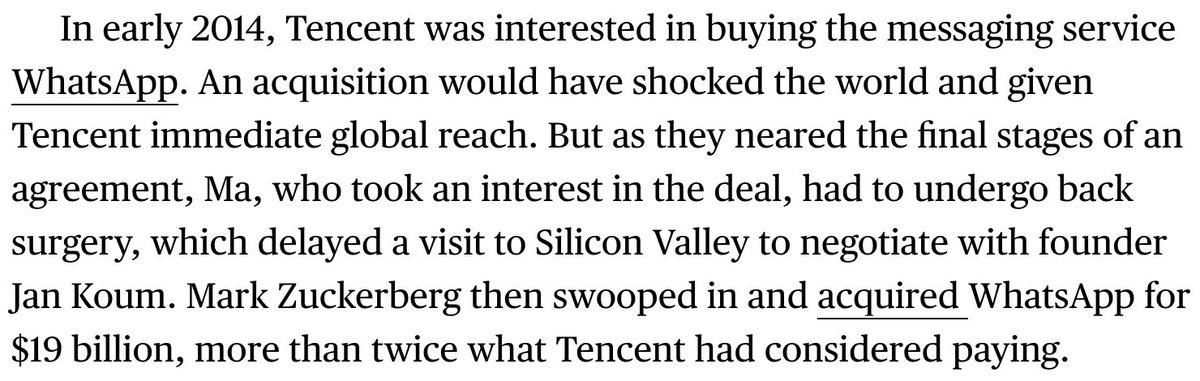 In early 2014, Tencent was interested in buying the messaging service
WhatsApp. An acquisition would have shocked the world and given
Tencent immediate global reach. But as they neared the final stages of an
agreement, Ma, who took an interest in the deal, had to undergo back
surgery, which delayed a visit to Silicon Valley to negotiate with founder
Jan Koum. Mark Zuckerberg then swooped in and acquired WhatsApp for
$19 billion, more than twice what Tencent had considered paying.